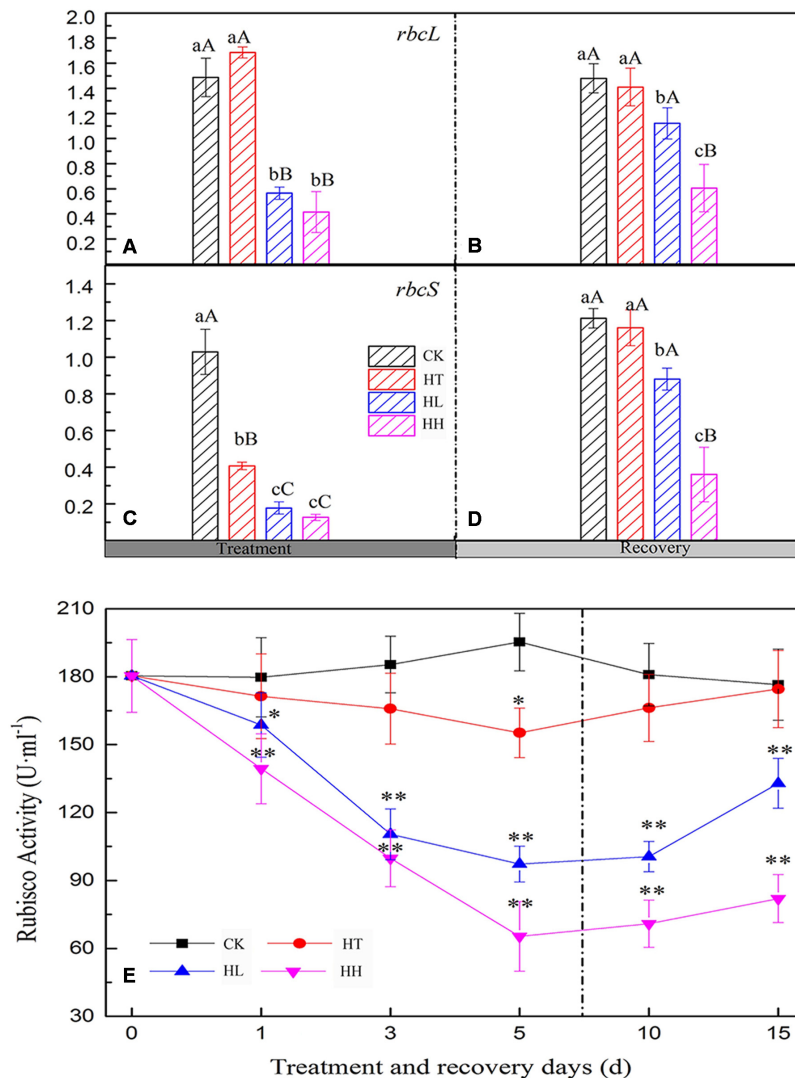 2.0
1.8
1.6
1.4
1.2
1.0
0.8
0.6
0.4
0.2
aA
aA
bB
bB
rbcL
A
aA
aA
bA
cB
B
1.4
1.2
1.0
0.8
0.6
0.4
0.2
aA
bB
cC
cC
rbcS
CK
HT
HL
HH
C
aA
aA
bA
cB
D
Treatment
Recovery
Rubisco Activity (U·ml-1)
210
180
150
120
90
60
30
*
**
**
**
*
**
**
**
**
**
**
E
CK
HT
HL
HH
0
1
3
5
10
15
Treatment and recovery days (d)